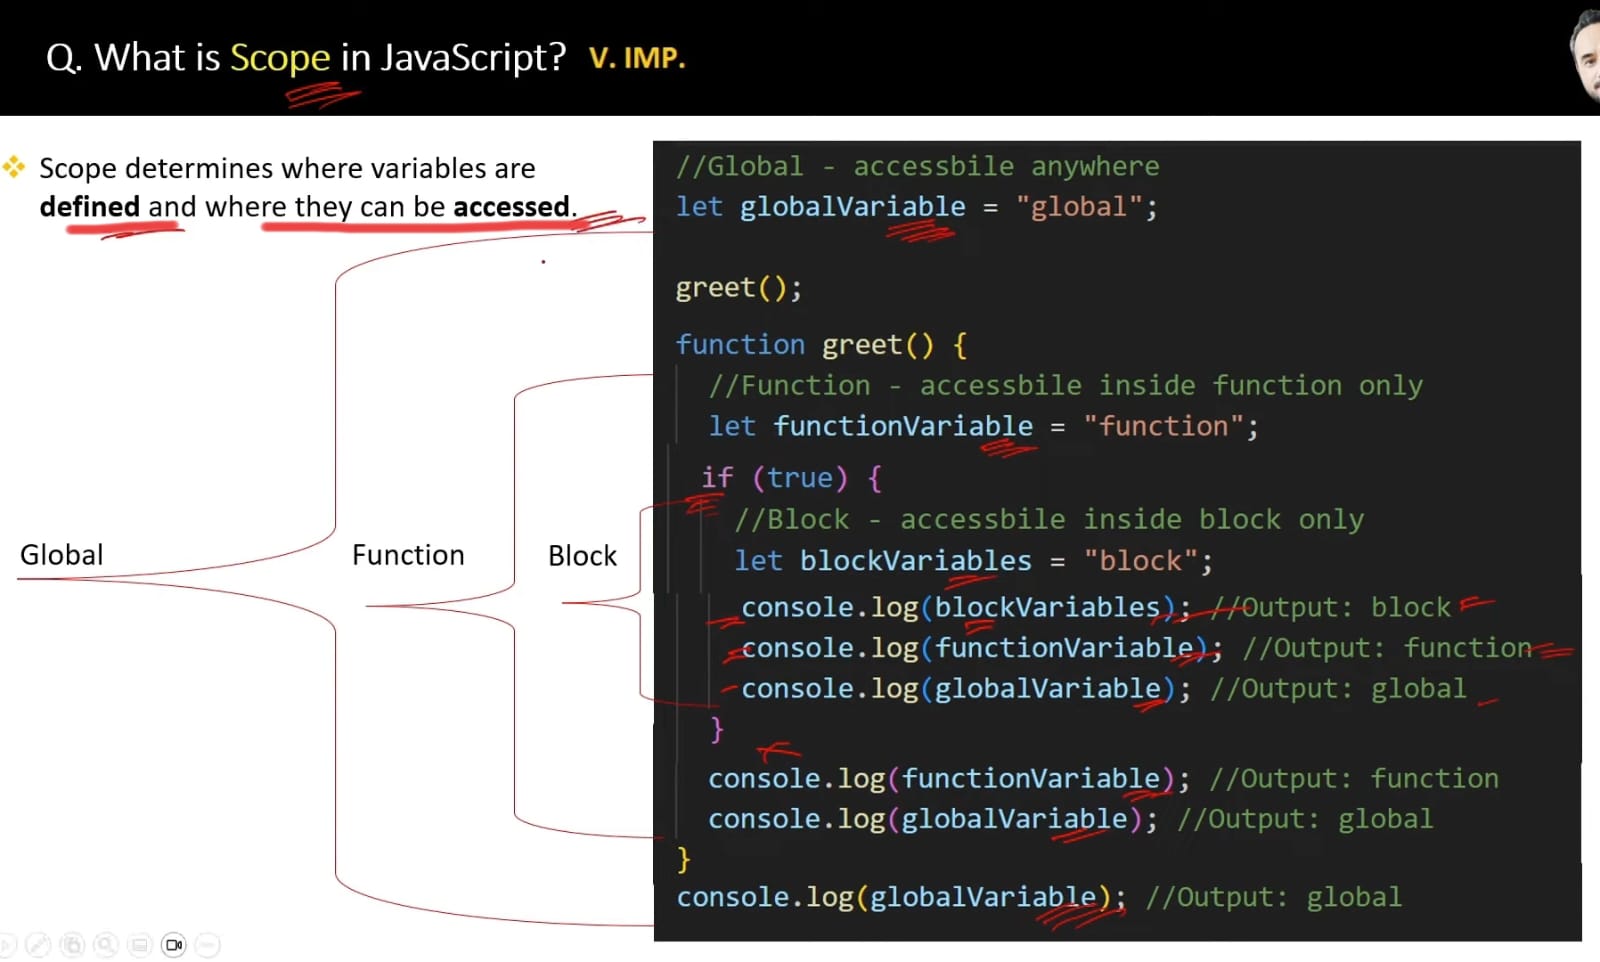 Q. What is Scope in JavaScript? V. IMP.
Scope determines where variables are
defined and where they can be accessed.
Global
Function
Block
//Global - accessbile anywhere
let globalVariable = "global";
greet();
function greet() {
//Function - accessbile inside function only
let functionVariable = "function";
if (true) {
//Block - accessbile inside block only
let blockVariables = "block";
console.log(blockVariables); //Output: block
console.log(functionVariable); //Output: function
console.log(globalVariable); //Output: global
}
console.log(functionVariable); //Output: function
console.log(globalVariable); //Output: global
}
console.log(globalVariable); //Output: global